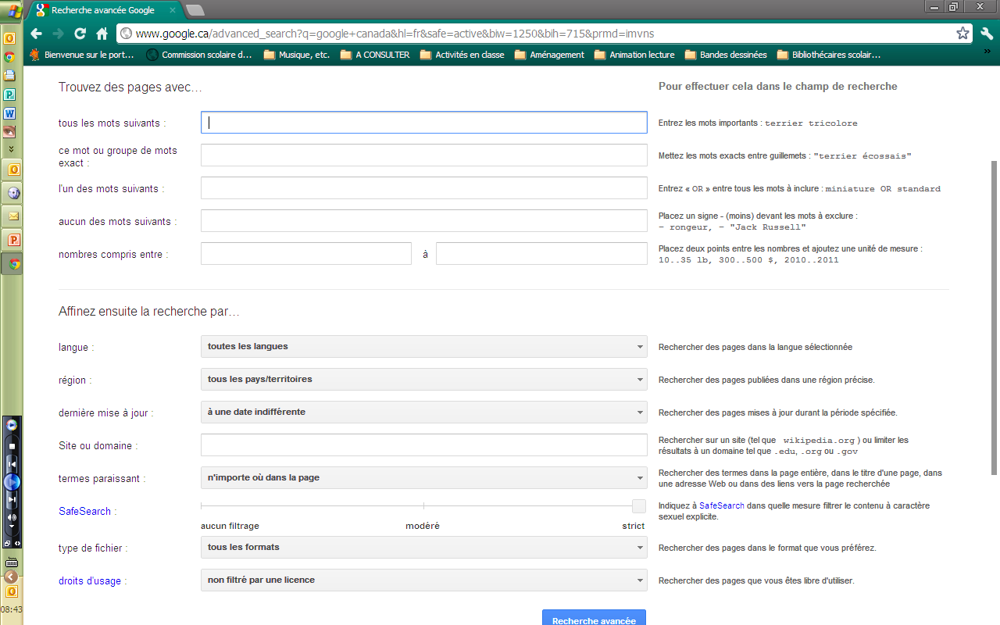 Recherche avancée Google
www.google.ca/advanced_search?q=google+canada&hl=fr&safe=active&biw=1250&bih=715&prmd=imvns
Bienvenue sur le port... Commission scolaire d... Musique, etc. A CONSULTER Activités en classe Aménagement Animation lecture Bandes dessinées Bibliothécaires scolair... »
Trouvez des pages avec... Pour effectuer cela dans le champ de recherche
tous les mots suivants : Entrez les mots importants : terrier tricolore
ce mot ou groupe de mots
exact : Mettez les mots exacts entre guillemets : "terrier écossais"
l'un des mots suivants : Entrez « OR » entre tous les mots à inclure : miniature OR standard
aucun des mots suivants : Placez un signe - (moins) devant les mots à exclure :
- rongeur, - "Jack Russell"
nombres compris entre : à Placez deux points entre les nombres et ajoutez une unité de mesure :
10..35 lb, 300..500 $, 2010..2011
Affinez ensuite la recherche par...
langue : toutes les langues Rechercher des pages dans la langue sélectionnée
région : tous les pays/territoires Rechercher des pages publiées dans une région précise.
dernière mise à jour : à une date indifférente Rechercher des pages mises à jour durant la période spécifiée.
Site ou domaine : Rechercher sur un site (tel que wikipedia.org ) ou limiter les
résultats à un domaine tel que .edu, .org ou .gov
termes paraissant : n'importe où dans la page Rechercher des termes dans la page entière, dans le titre d'une page, dans
une adresse Web ou dans des liens vers la page recherchée
SafeSearch : Indiquez à SafeSearch dans quelle mesure filtrer le contenu à caractère
sexuel explicite.
aucun filtrage modéré strict
type de fichier : tous les formats Rechercher des pages dans le format que vous préférez.
droits d'usage : non filtré par une licence Rechercher des pages que vous êtes libre d'utiliser.
08:43
Recherche avancée